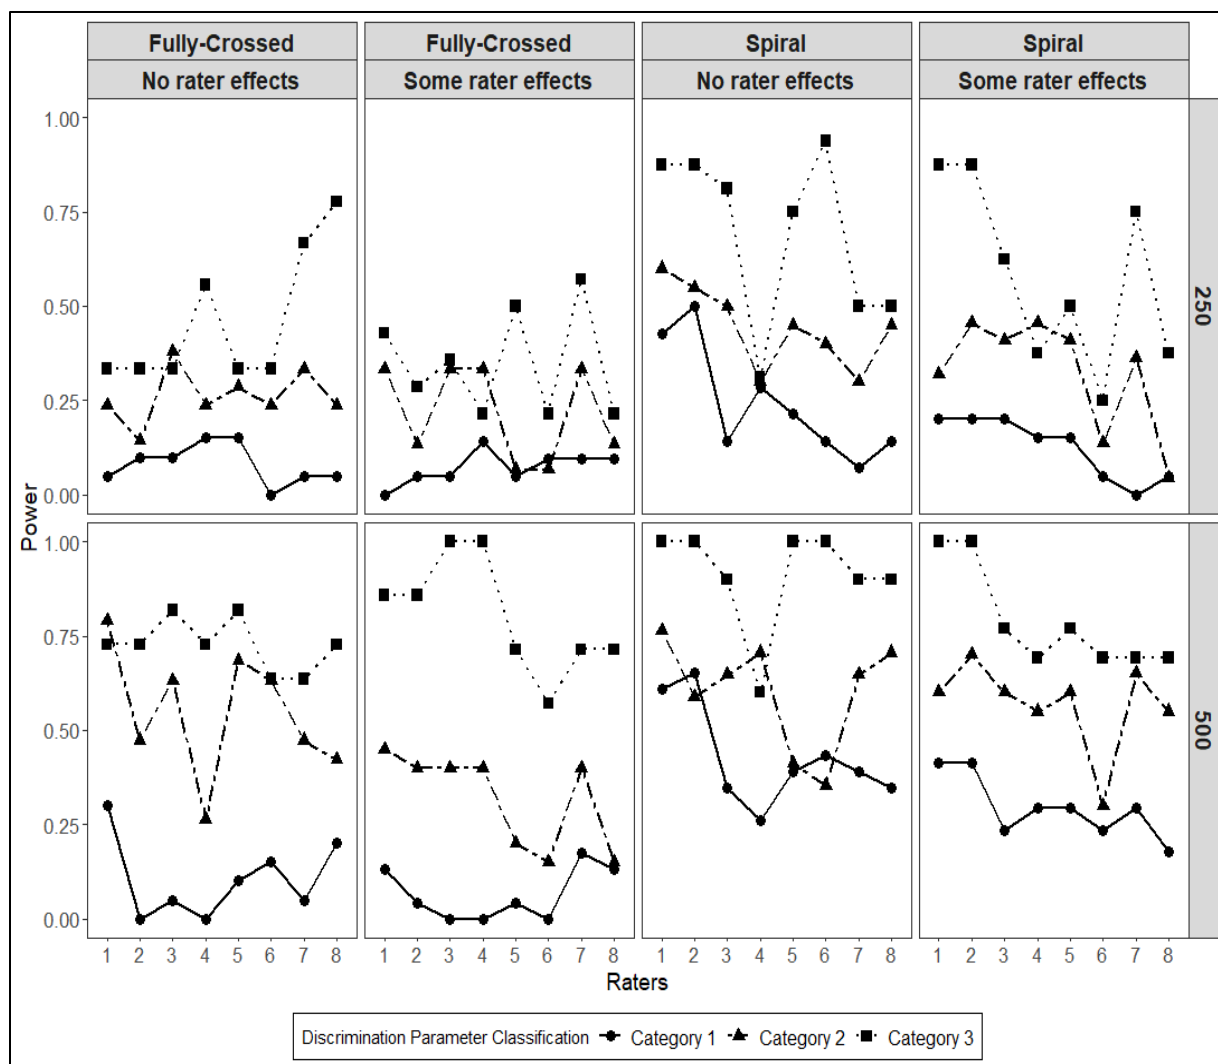 Fully-Crossed Fully-Crossed Spiral Spiral
No rater effects Some rater effects No rater effects Some rater effects
1.00
0.75
0.50
0.25
0.00
250
Power
1.00
0.75
0.50
0.25
0.00
500
1 2 3 4 5 6 7 8 1 2 3 4 5 6 7 8 1 2 3 4 5 6 7 8 1 2 3 4 5 6 7 8
Raters
Discrimination Parameter Classification Category 1 Category 2 Category 3